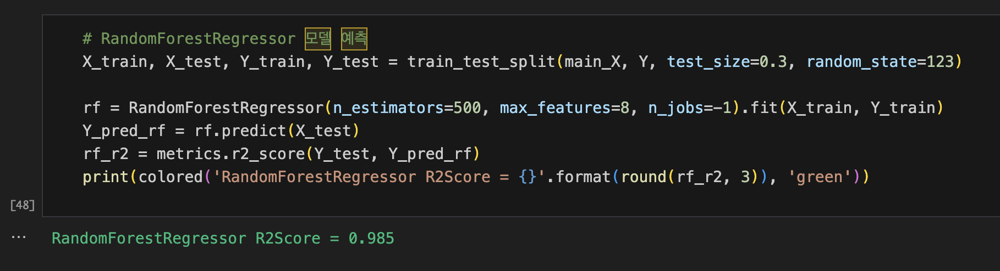 # RandomForestRegressor 모델 예측
X_train, X_test, Y_train, Y_test = train_test_split(main_X, Y, test_size=0.3, random_state=123)
rf = RandomForestRegressor(n_estimators=500, max_features=8, n_jobs=-1).fit(X_train, Y_train)
Y_pred_rf = rf.predict(X_test)
rf_r2 = metrics.r2_score(Y_test, Y_pred_rf)
print(colored('RandomForestRegressor R2Score = {}'.format(round(rf_r2, 3)), 'green'))
[48]
... RandomForestRegressor R2Score = 0.985